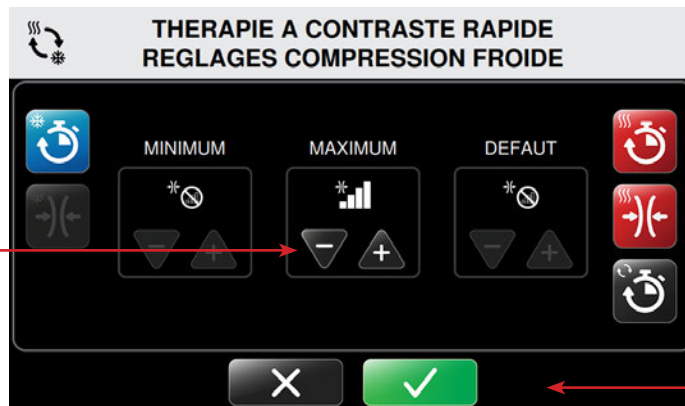 THERAPIE A CONTRASTE RAPIDE
REGLAGES COMPRESSION FROIDE
MINIMUM MAXIMUM DEFAUT